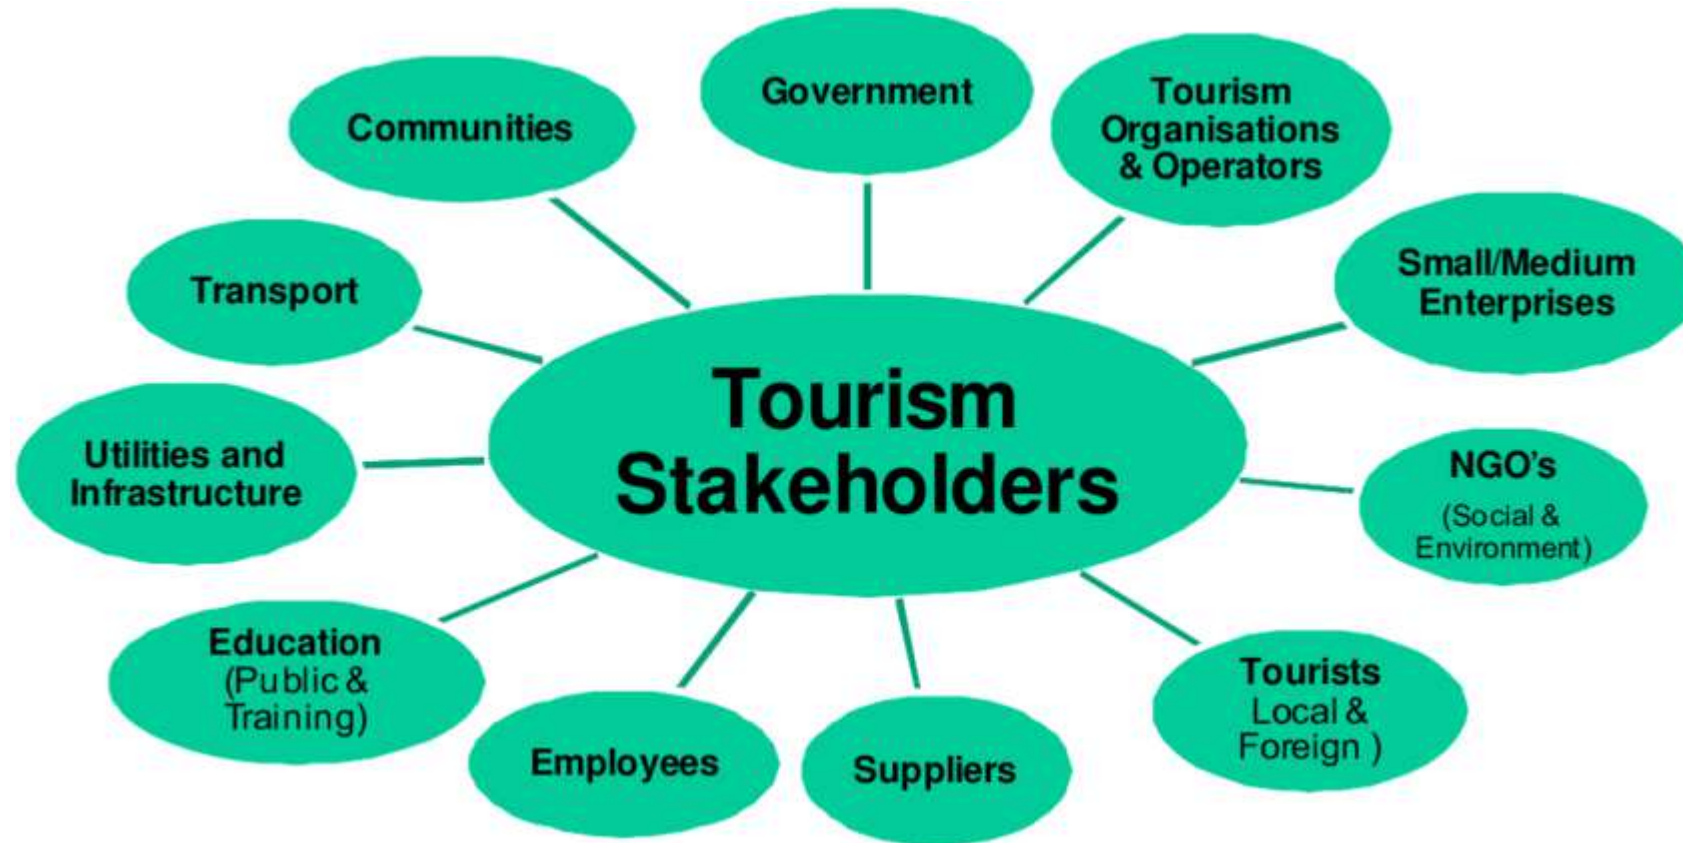 Government
Tourism
Organisations
& Operators
Communities
Small/Medium
Enterprises
Transport
Tourism
Stakeholders
Utilities and
Infrastructure
NGO's
(Social &
Environment)
Education
(Public &
Training)
Tourists
Local &
Foreign )
Employees
Suppliers